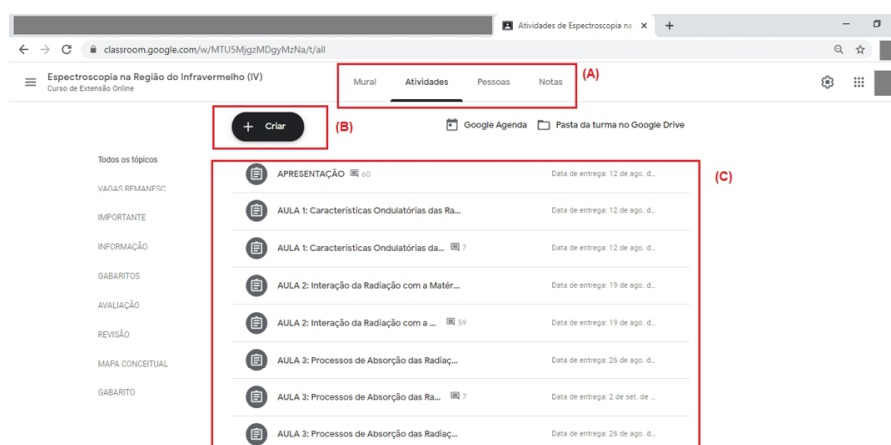 Atividades de Espectroscopia na
classroom.google.com/w/MTU5MjgzMDgyMzNa/t/all
Espectroscopia na Região do Infravermelho (IV)
Curso de Extensão Online
Mural Atividades Pessoas Notas (A)
+ Criar (B) Google Agenda Pasta da turma no Google Drive
Todos os tópicos
VAGAS REMANESC
IMPORTANTE
INFORMAÇÃO
GABARITOS
AVALIAÇÃO
REVISÃO
MAPA CONCEITUAL
GABARITO
(C)
APRESENTAÇÃO 60 Data de entrega: 12 de ago. d...
AULA 1: Características Ondulatórias das Ra... Data de entrega: 12 de ago. d...
AULA 1: Características Ondulatórias da... 7 Data de entrega: 12 de ago. d...
AULA 2: Interação da Radiação com a Matér... Data de entrega: 19 de ago. d...
AULA 2: Interação da Radiação com a ... 59 Data de entrega: 19 de ago. d...
AULA 3: Processos de Absorção das Radiaç... Data de entrega: 26 de ago. d...
AULA 3: Processos de Absorção das Ra... 7 Data de entrega: 2 de set. de ...
AULA 3: Processos de Absorção das Radiaç... Data de entrega: 26 de ago. d...